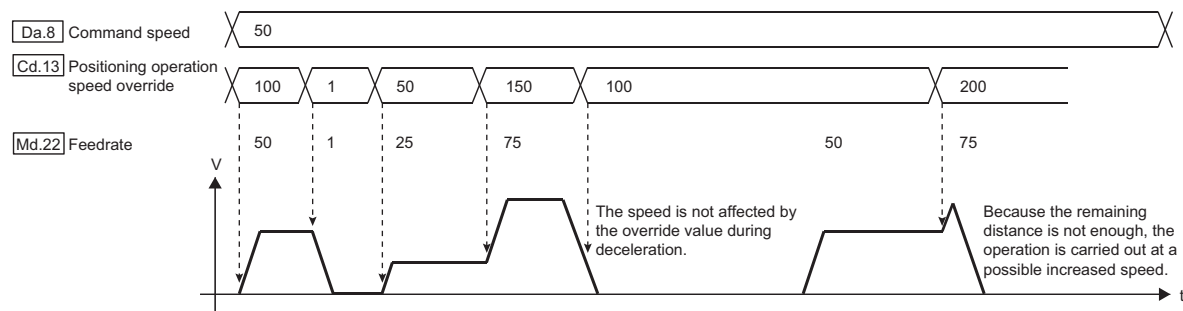 Da.8 Command speed
50
Cd.13 Positioning operation
speed override
100 1 50 150 100 200
Md.22 Feedrate
50 1 25 75 50 75
V
The speed is not affected by
the override value during
deceleration.
Because the remaining
distance is not enough, the
operation is carried out at a
possible increased speed.
t